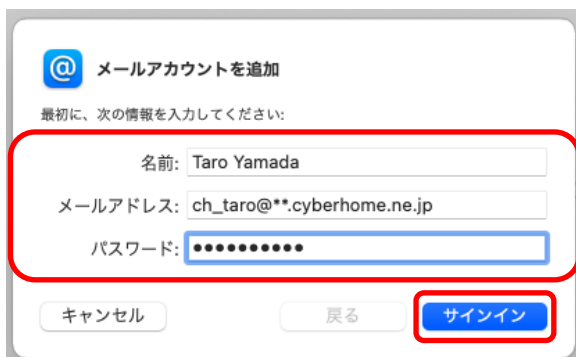 @ メールアカウントを追加
最初に、次の情報を入力してください:
名前: Taro Yamada
メールアドレス: ch_taro@**.cyberhome.ne.jp
パスワード: ●●●●●●●●●●
キャンセル 戻る サインイン